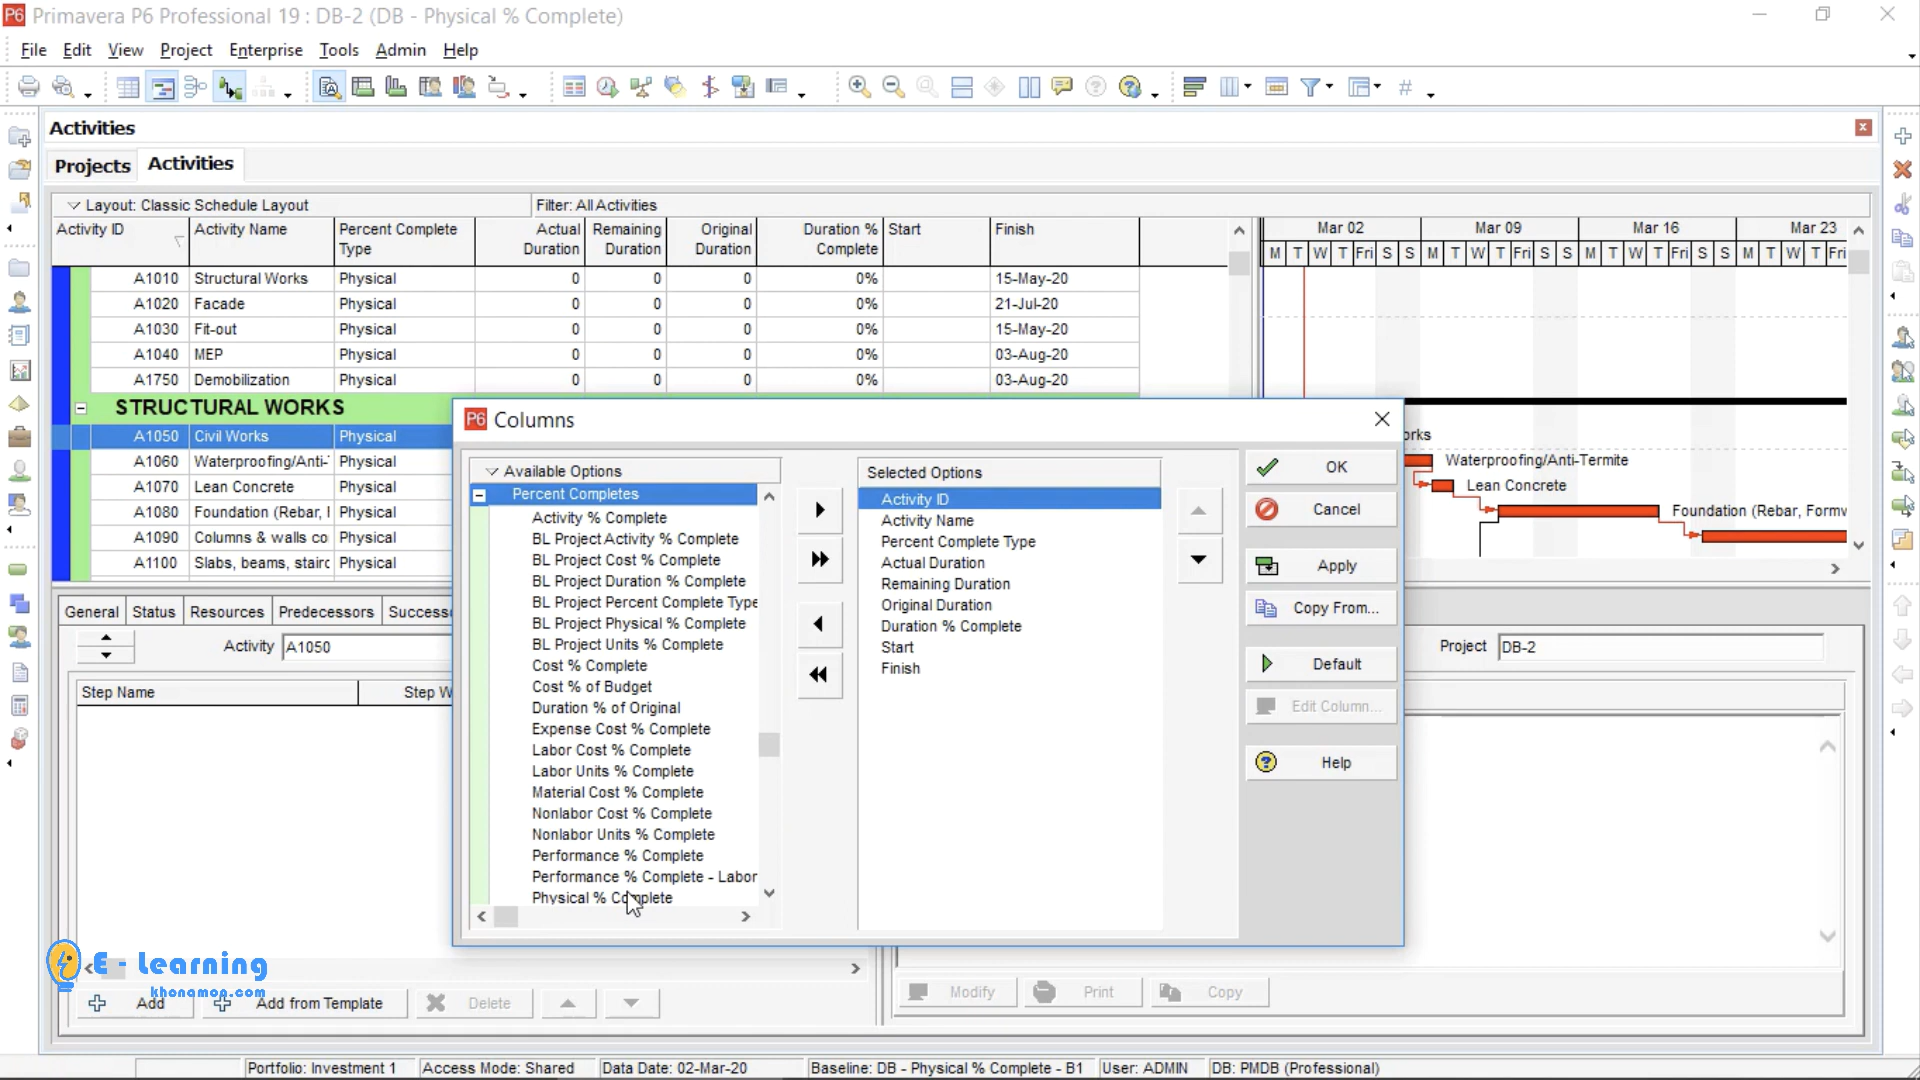 Primavera P6 Professional 19 : DB-2 (DB - Physical % Complete)
File Edit View Project Enterprise Tools Admin Help
Activities
Projects Activities
Layout: Classic Schedule Layout Filter: All Activities
Activity ID Activity Name Percent Complete Type Actual Duration Remaining Duration Original Duration Duration % Complete Start Finish
Mar 02 Mar 09 Mar 16 Mar 23
M T W T Fri S S M T W T Fri S S M T W T Fri S S M T W T Fri
A1010 Structural Works Physical 0 0 0 0% 15-May-20
A1020 Facade Physical 0 0 0 0% 21-Jul-20
A1030 Fit-out Physical 0 0 0 0% 15-May-20
A1040 MEP Physical 0 0 0 0% 03-Aug-20
A1750 Demobilization Physical 0 0 0 0% 03-Aug-20
STRUCTURAL WORKS
A1050 Civil Works Physical
A1060 Waterproofing/Anti- Physical
A1070 Lean Concrete Physical
A1080 Foundation (Rebar, Physical
A1090 Columns & walls co Physical
A1100 Slabs, beams, stairc Physical
orks
Waterproofing/Anti-Termite
Lean Concrete
Foundation (Rebar, Formw
P6 Columns
Available Options
Percent Completes
Activity % Complete
BL Project Activity % Complete
BL Project Cost % Complete
BL Project Duration % Complete
BL Project Percent Complete Type
BL Project Physical % Complete
BL Project Units % Complete
Cost % Complete
Cost % of Budget
Duration % of Original
Expense Cost % Complete
Labor Cost % Complete
Labor Units % Complete
Material Cost % Complete
Nonlabor Cost % Complete
Nonlabor Units % Complete
Performance % Complete
Performance % Complete - Labor
Physical % Complete
Selected Options
Activity ID
Activity Name
Percent Complete Type
Actual Duration
Remaining Duration
Original Duration
Duration % Complete
Start
Finish
OK
Cancel
Apply
Copy From...
Default
Edit Column...
Help
General Status Resources Predecessors Success
Activity A1050 Project DB-2
Step Name Step W
E - Learning
khonamoo.com
Add Add from Template Delete
Modify Print Copy
Portfolio: Investment 1 Access Mode: Shared Data Date: 02-Mar-20 Baseline: DB - Physical % Complete - B1 User: ADMIN DB: PMDB (Professional)